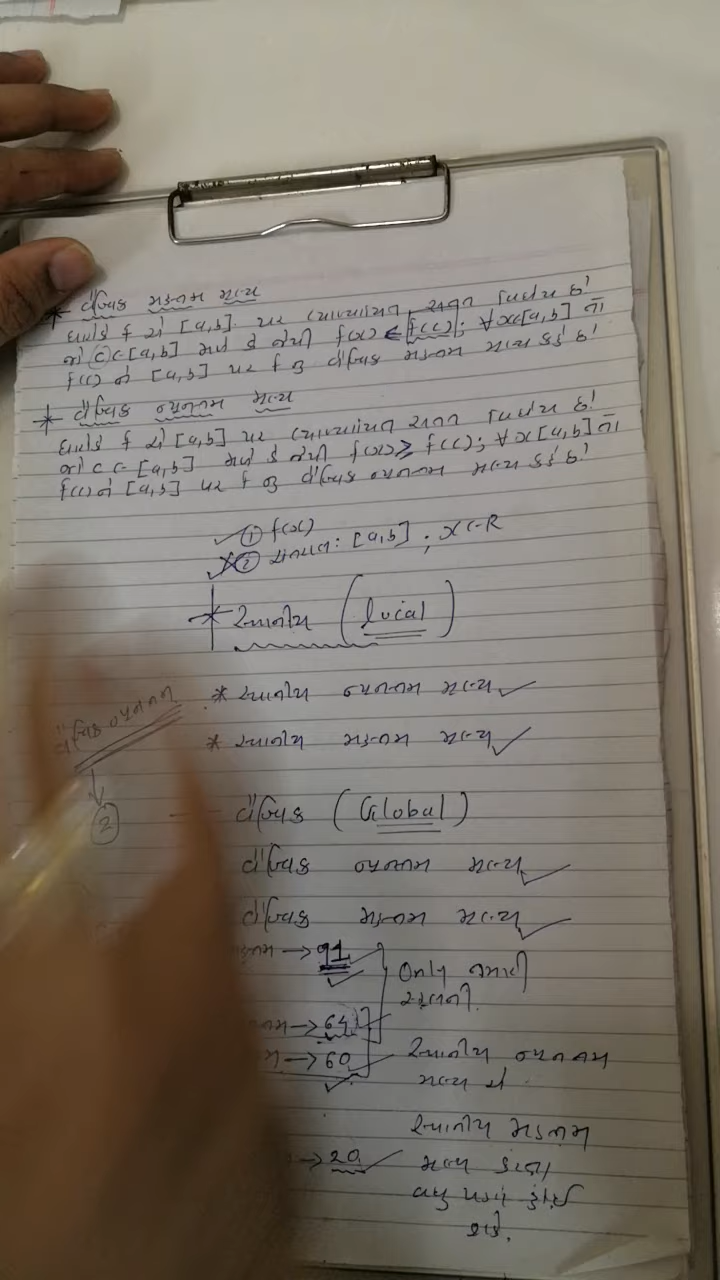 * વૈશ્વિક મહત્તમ મૂલ્ય
ધારો કે f એ [a,b] પર વ્યાખ્યાયિત સતત વિધેય છે.
જો c ∈ [a,b] મળે કે જેથી f(x) ≤ f(c); ∀x∈[a,b] તો
f(c) ને [a,b] પર f નું વૈશ્વિક મહત્તમ મૂલ્ય કહે છે.
* વૈશ્વિક ન્યૂનતમ મૂલ્ય
ધારો કે f એ [a,b] પર વ્યાખ્યાયિત સતત વિધેય છે.
જો c ∈ [a,b] મળે કે જેથી f(x) ≥ f(c); ∀x[a,b] તો
f(c) ને [a,b] પર f નું વૈશ્વિક ન્યૂનતમ મૂલ્ય કહે છે.
① f(x)
② અંતરાલ: [a,b] ; x∈R
* સ્થાનીય (local)
* સ્થાનીય ન્યૂનતમ મૂલ્ય ✓
વૈશ્વિક ન્યૂનતમ
* સ્થાનીય મહત્તમ મૂલ્ય ✓
②
વૈશ્વિક (Global)
વૈશ્વિક ન્યૂનતમ મૂલ્ય ✓
વૈશ્વિક મહત્તમ મૂલ્ય ✓
→ 91 ✓
Only
→ 64
→ 60 ✓
સ્થાનીય ન્યૂનતમ
મૂલ્ય એ
સ્થાનીય મહત્તમ
→ 20 ✓
મૂલ્ય કરતા
વધુ પણ હોઈ
શકે.